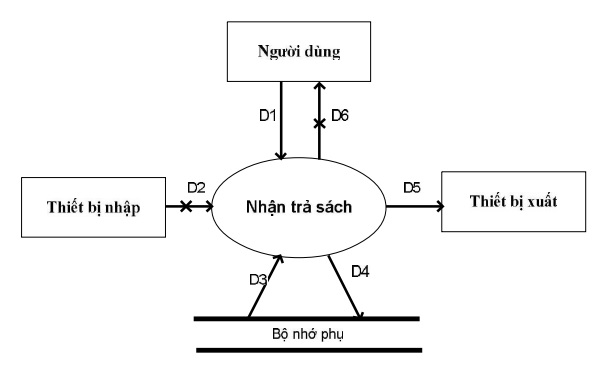 Người dùng
D1
D6
D2
D5
Thiết bị nhập
Nhận trả sách
Thiết bị xuất
D3
D4
Bộ nhớ phụ